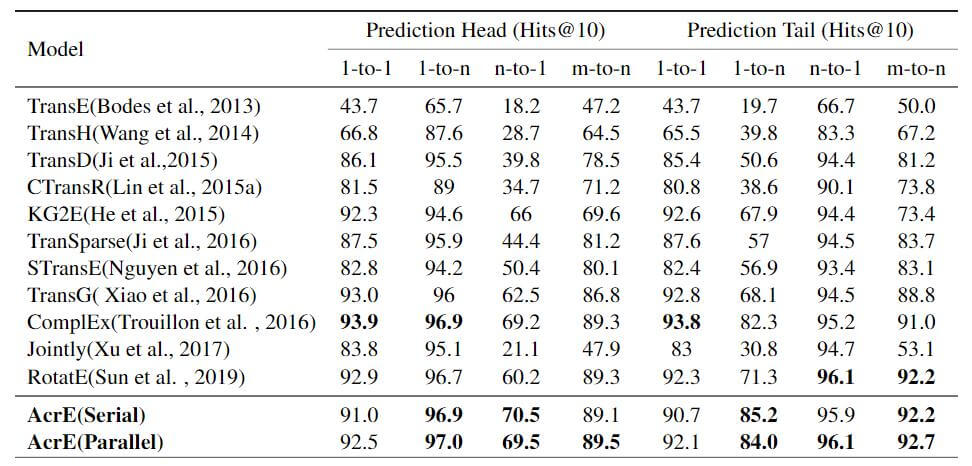 Model Prediction Head (Hits@10) Prediction Tail (Hits@10)
1-to-1 1-to-n n-to-1 m-to-n 1-to-1 1-to-n n-to-1 m-to-n
TransE(Bodes et al., 2013) 43.7 65.7 18.2 47.2 43.7 19.7 66.7 50.0
TransH(Wang et al., 2014) 66.8 87.6 28.7 64.5 65.5 39.8 83.3 67.2
TransD(Ji et al.,2015) 86.1 95.5 39.8 78.5 85.4 50.6 94.4 81.2
CTransR(Lin et al., 2015a) 81.5 89 34.7 71.2 80.8 38.6 90.1 73.8
KG2E(He et al., 2015) 92.3 94.6 66 69.6 92.6 67.9 94.4 73.4
TranSparse(Ji et al., 2016) 87.5 95.9 44.4 81.2 87.6 57 94.5 83.7
STransE(Nguyen et al., 2016) 82.8 94.2 50.4 80.1 82.4 56.9 93.4 83.1
TransG( Xiao et al., 2016) 93.0 96 62.5 86.8 92.8 68.1 94.5 88.8
ComplEx(Trouillon et al. , 2016) 93.9 96.9 69.2 89.3 93.8 82.3 95.2 91.0
Jointly(Xu et al., 2017) 83.8 95.1 21.1 47.9 83 30.8 94.7 53.1
RotatE(Sun et al. , 2019) 92.9 96.7 60.2 89.3 92.3 71.3 96.1 92.2
AcrE(Serial) 91.0 96.9 70.5 89.1 90.7 85.2 95.9 92.2
AcrE(Parallel) 92.5 97.0 69.5 89.5 92.1 84.0 96.1 92.7